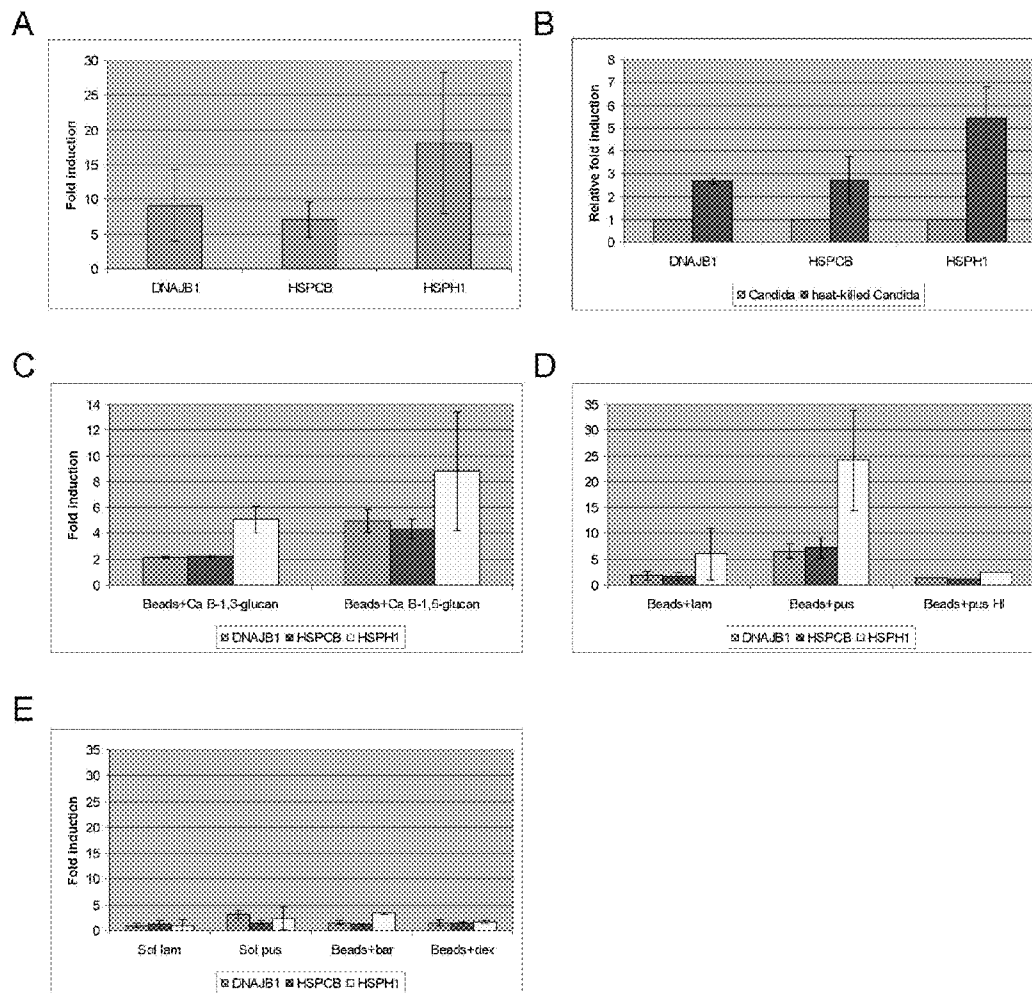 A
Fold induction
30
25
20
15
10
5
0
DNAJB1 HSPCB HSPH1
B
Relative fold induction
8
7
6
5
4
3
2
1
0
DNAJB1 HSPCB HSPH1
Candida heat-killed Candida
C
Fold induction
14
12
10
8
6
4
2
0
Beads+Ca B-1,3-glucan Beads+Ca B-1,6-glucan
DNAJB1 HSPCB HSPH1
D
35
30
25
20
15
10
5
0
Beads+lam Beads+pus Beads+pus HI
DNAJB1 HSPCB HSPH1
E
Fold induction
35
30
25
20
15
10
5
0
Sol lam Sol pus Beads+bar Beads+dex
DNAJB1 HSPCB HSPH1